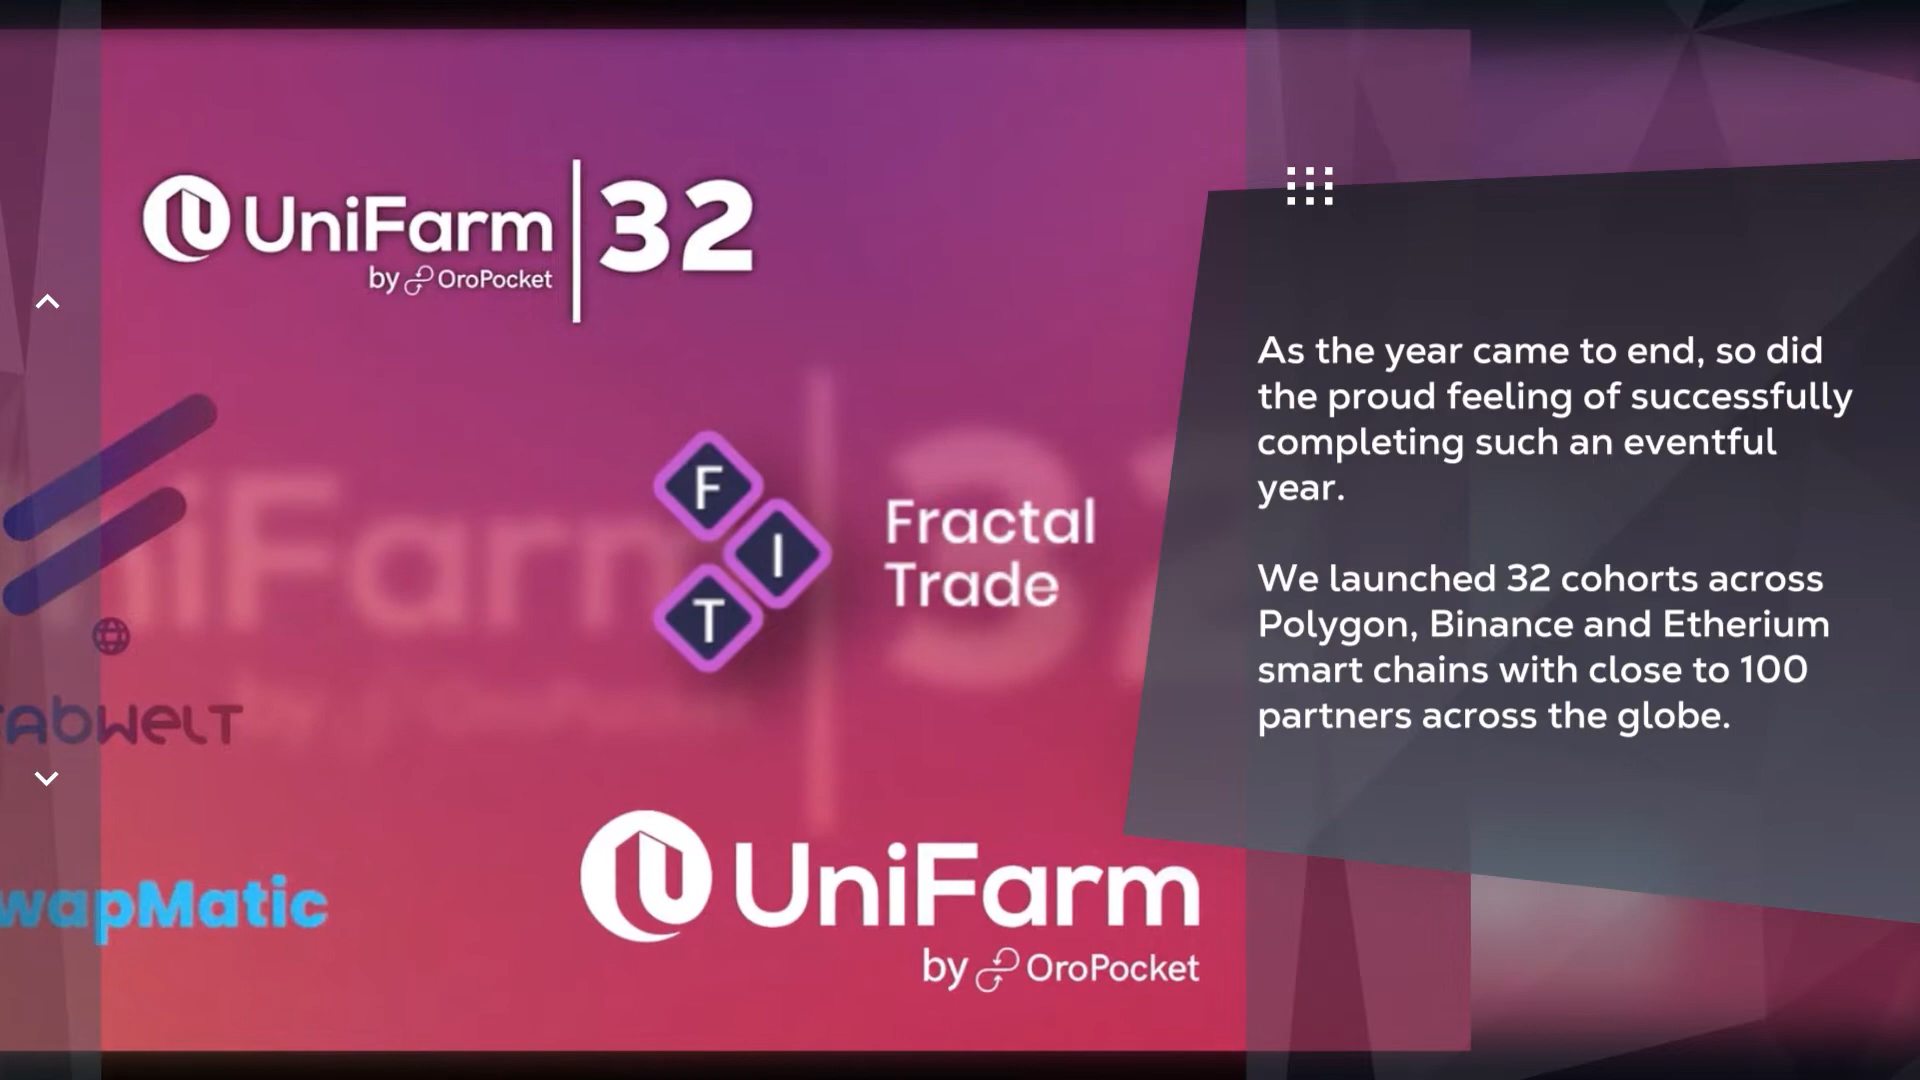 UniFarm
by OroPocket
32
F
I
T
Fractal
Trade
UniFarm
by OroPocket
As the year came to end, so did
the proud feeling of successfully
completing such an eventful
year.
We launched 32 cohorts across
Polygon, Binance and Etherium
smart chains with close to 100
partners across the globe.